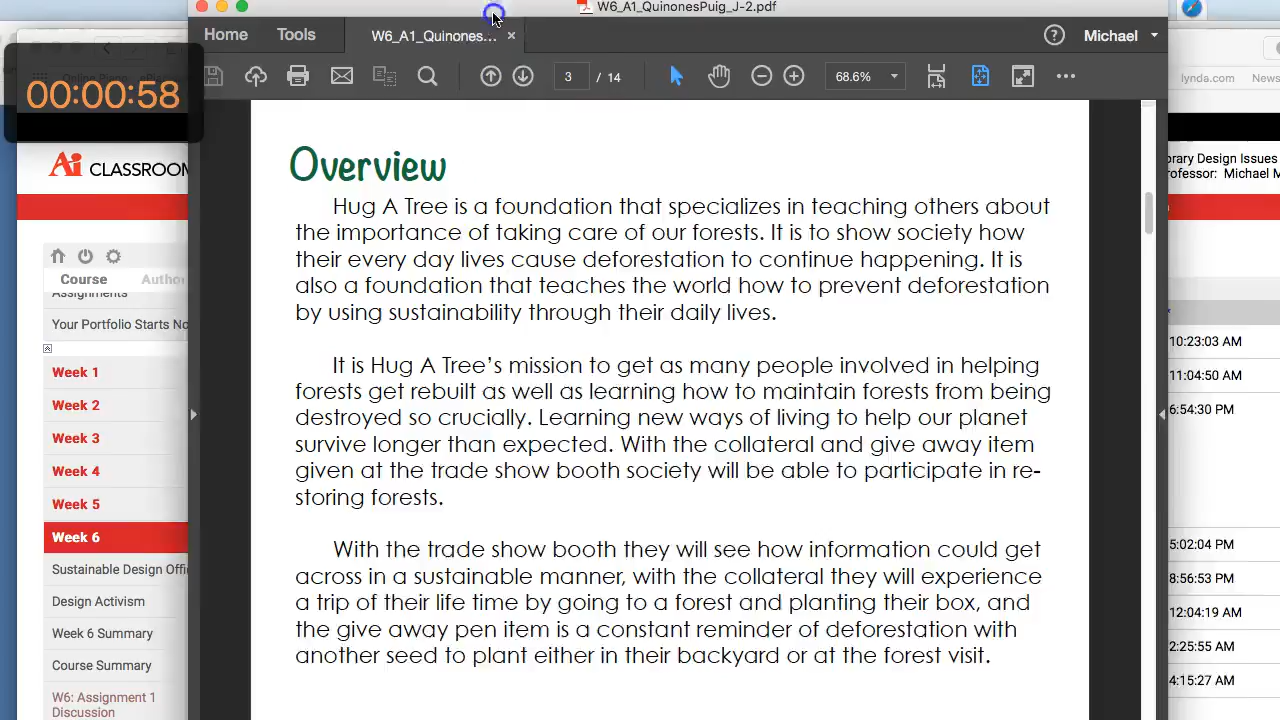 W6_A1_QuinonesPuig_J-2.pdf
Home Tools W6_A1_Quinones... × Michael
lynda.com News
3 / 14 68.6%
00:00:58
Ai CLASSROOM
Course
Assignments
Your Portfolio Starts No
Week 1
Week 2
Week 3
Week 4
Week 5
Week 6
Sustainable Design Offi
Design Activism
Week 6 Summary
Course Summary
W6: Assignment 1
Discussion
Overview
Hug A Tree is a foundation that specializes in teaching others about
the importance of taking care of our forests. It is to show society how
their every day lives cause deforestation to continue happening. It is
also a foundation that teaches the world how to prevent deforestation
by using sustainability through their daily lives.
It is Hug A Tree’s mission to get as many people involved in helping
forests get rebuilt as well as learning how to maintain forests from being
destroyed so crucially. Learning new ways of living to help our planet
survive longer than expected. With the collateral and give away item
given at the trade show booth society will be able to participate in re-
storing forests.
With the trade show booth they will see how information could get
across in a sustainable manner, with the collateral they will experience
a trip of their life time by going to a forest and planting their box, and
the give away pen item is a constant reminder of deforestation with
another seed to plant either in their backyard or at the forest visit.
rary Design Issues
rofessor: Michael M
10:23:03 AM
11:04:50 AM
6:54:30 PM
5:02:04 PM
8:56:53 PM
12:04:19 AM
2:25:55 AM
4:15:27 AM